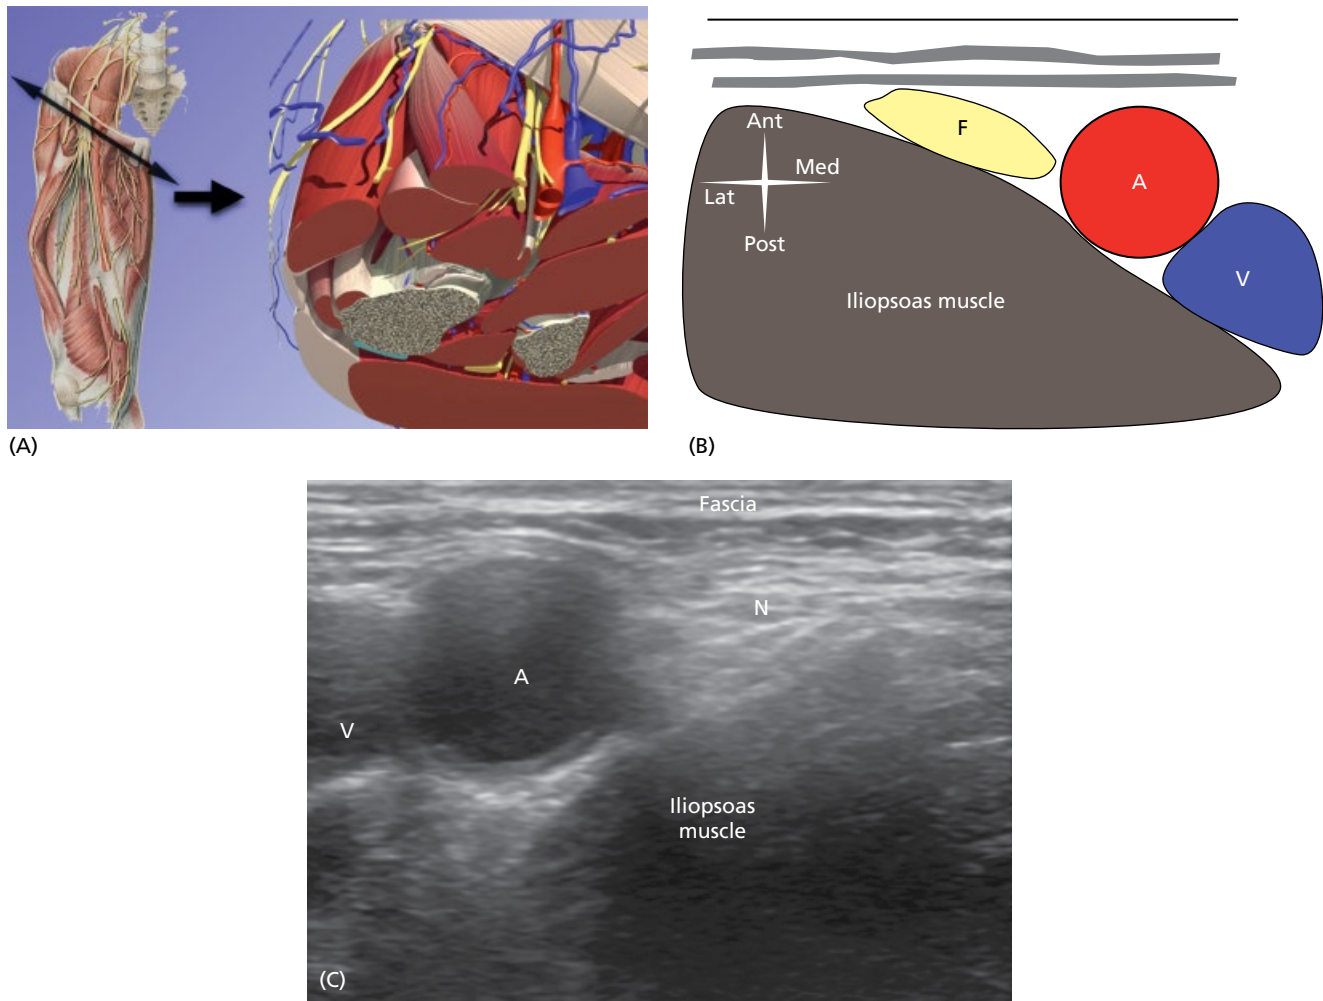 Ant
F
Med
A
Lat
Post
V
Iliopsoas muscle
(A)
(B)
Fascia
N
A
V
Iliopsoas
muscle
(C)